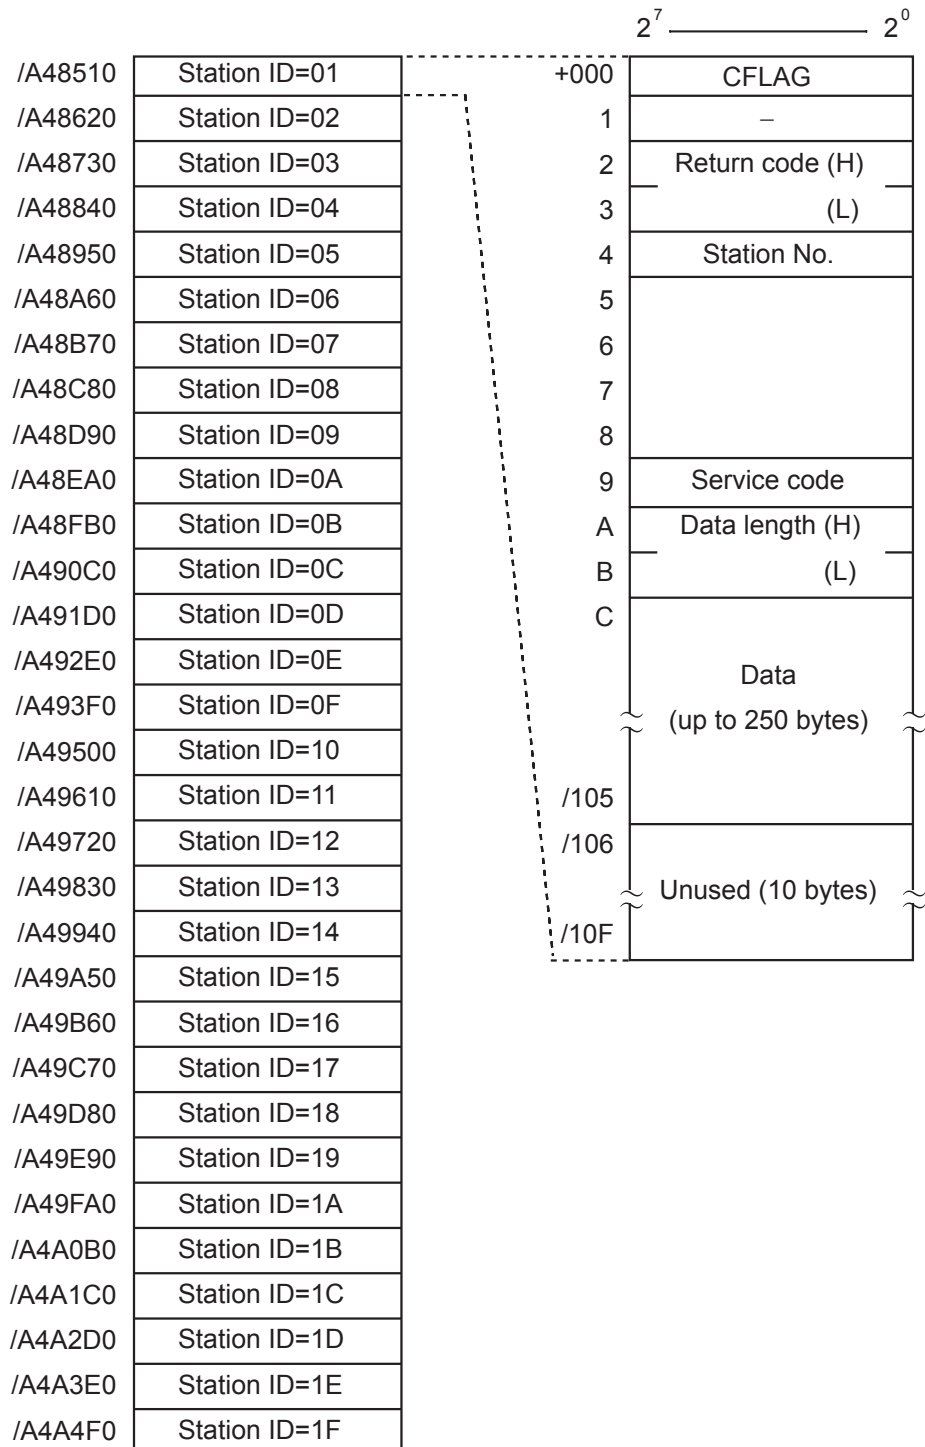 2^7 2^0
/A48510 Station ID=01 +000 CFLAG
/A48620 Station ID=02 1 –
/A48730 Station ID=03 2 Return code (H)
/A48840 Station ID=04 3 (L)
/A48950 Station ID=05 4 Station No.
/A48A60 Station ID=06 5
/A48B70 Station ID=07 6
/A48C80 Station ID=08 7
/A48D90 Station ID=09 8
/A48EA0 Station ID=0A 9 Service code
/A48FB0 Station ID=0B A Data length (H)
/A490C0 Station ID=0C B (L)
/A491D0 Station ID=0D C
/A492E0 Station ID=0E Data
/A493F0 Station ID=0F (up to 250 bytes)
/A49500 Station ID=10
/A49610 Station ID=11 /105
/A49720 Station ID=12 /106
/A49830 Station ID=13 Unused (10 bytes)
/A49940 Station ID=14 /10F
/A49A50 Station ID=15
/A49B60 Station ID=16
/A49C70 Station ID=17
/A49D80 Station ID=18
/A49E90 Station ID=19
/A49FA0 Station ID=1A
/A4A0B0 Station ID=1B
/A4A1C0 Station ID=1C
/A4A2D0 Station ID=1D
/A4A3E0 Station ID=1E
/A4A4F0 Station ID=1F